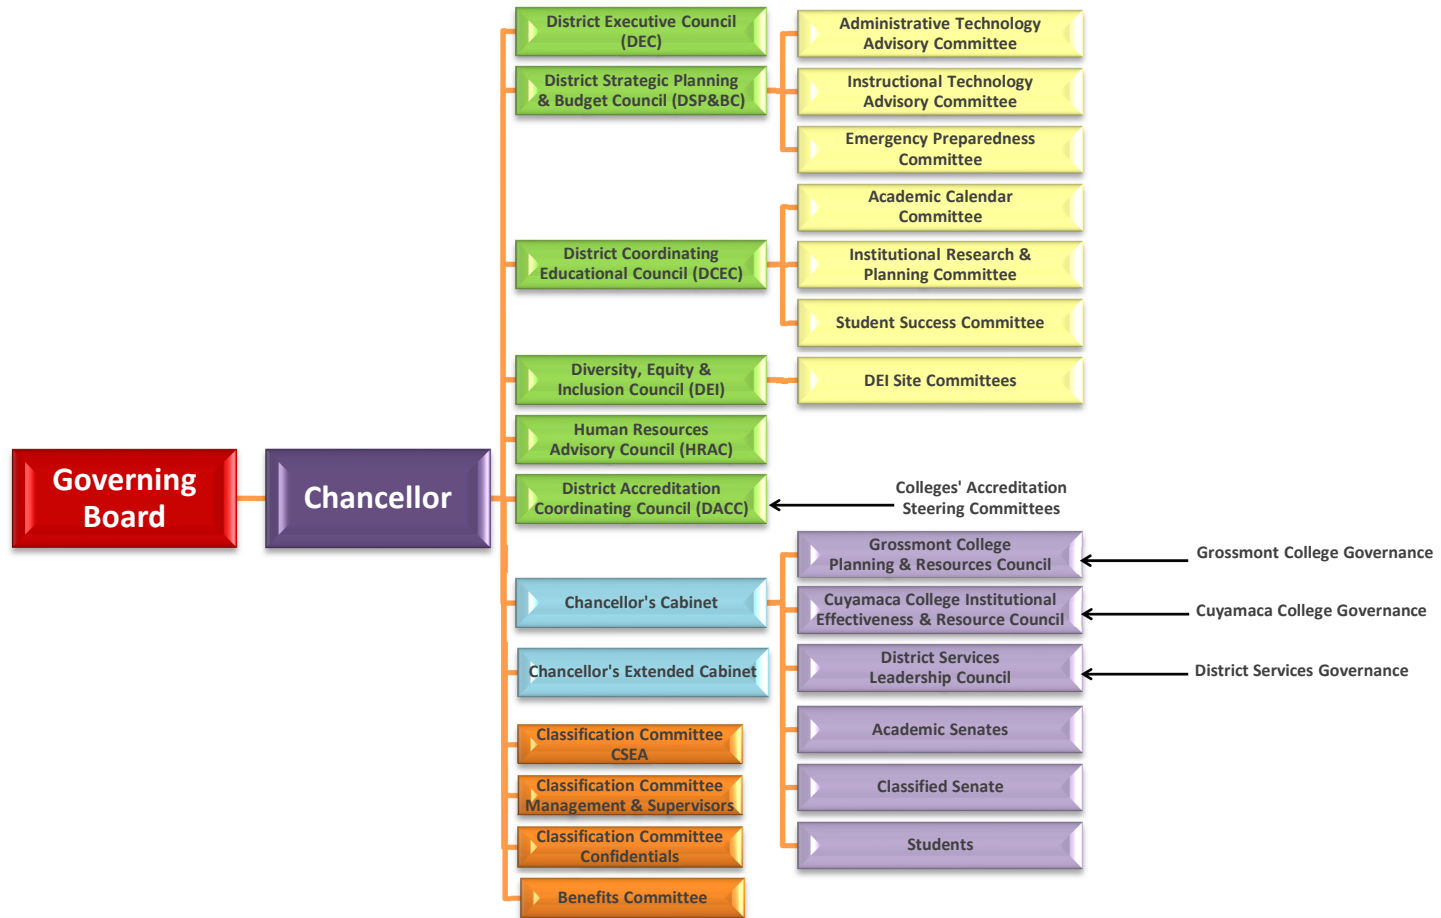 Governing
Board
Chancellor
District Executive Council
(DEC)
District Strategic Planning
& Budget Council (DSP&BC)
Administrative Technology
Advisory Committee
Instructional Technology
Advisory Committee
Emergency Preparedness
Committee
District Coordinating
Educational Council (DCEC)
Academic Calendar
Committee
Institutional Research &
Planning Committee
Student Success Committee
Diversity, Equity &
Inclusion Council (DEI)
DEI Site Committees
Human Resources
Advisory Council (HRAC)
District Accreditation
Coordinating Council (DACC)
Colleges' Accreditation
Steering Committees
Chancellor's Cabinet
Grossmont College
Planning & Resources Council
Grossmont College Governance
Cuyamaca College Institutional
Effectiveness & Resource Council
Cuyamaca College Governance
District Services
Leadership Council
District Services Governance
Academic Senates
Classified Senate
Students
Chancellor's Extended Cabinet
Classification Committee
CSEA
Classification Committee
Management & Supervisors
Classification Committee
Confidentials
Benefits Committee